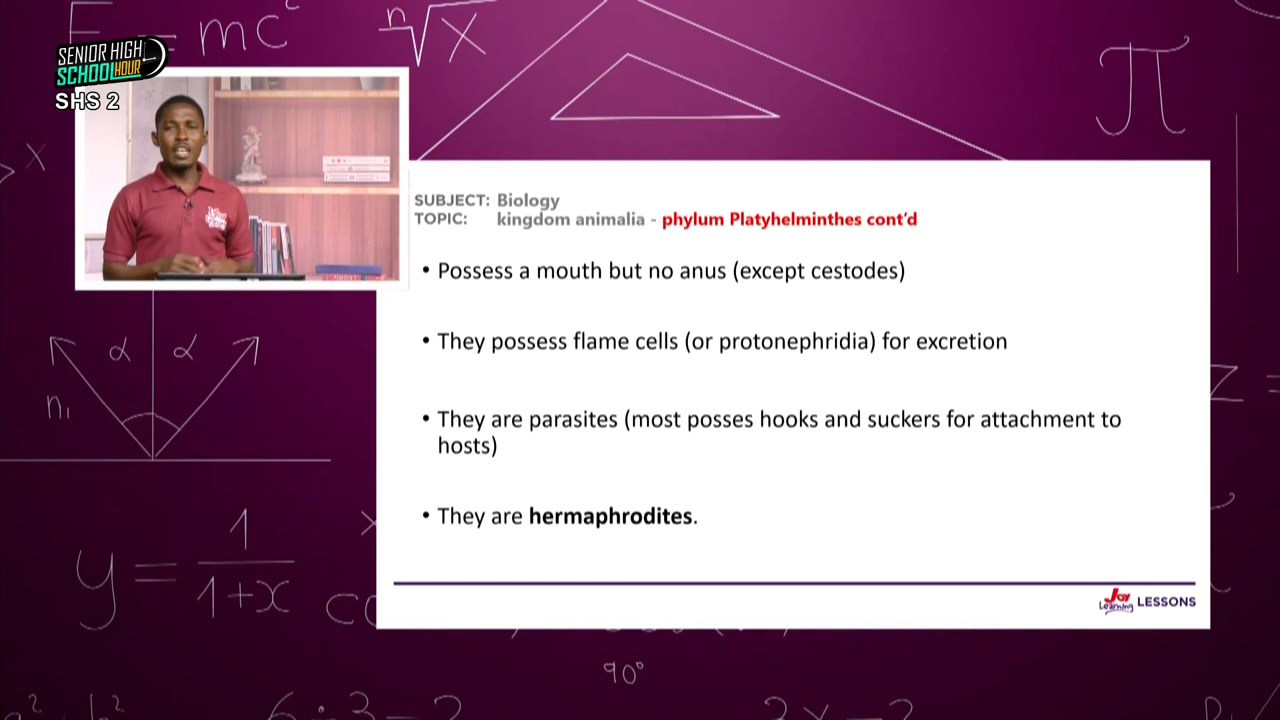 E = mc²
n√x
π
SENIOR HIGH
SCHOOL HOUR
SHS 2
x
SUBJECT: Biology
TOPIC: kingdom animalia - phylum Platyhelminthes cont'd
• Possess a mouth but no anus (except cestodes)
• They possess flame cells (or protonephridia) for excretion
α α
n₁
• They are parasites (most posses hooks and suckers for attachment to
hosts)
• They are hermaphrodites.
y = 1/1+x
Joy Learning LESSONS
90°